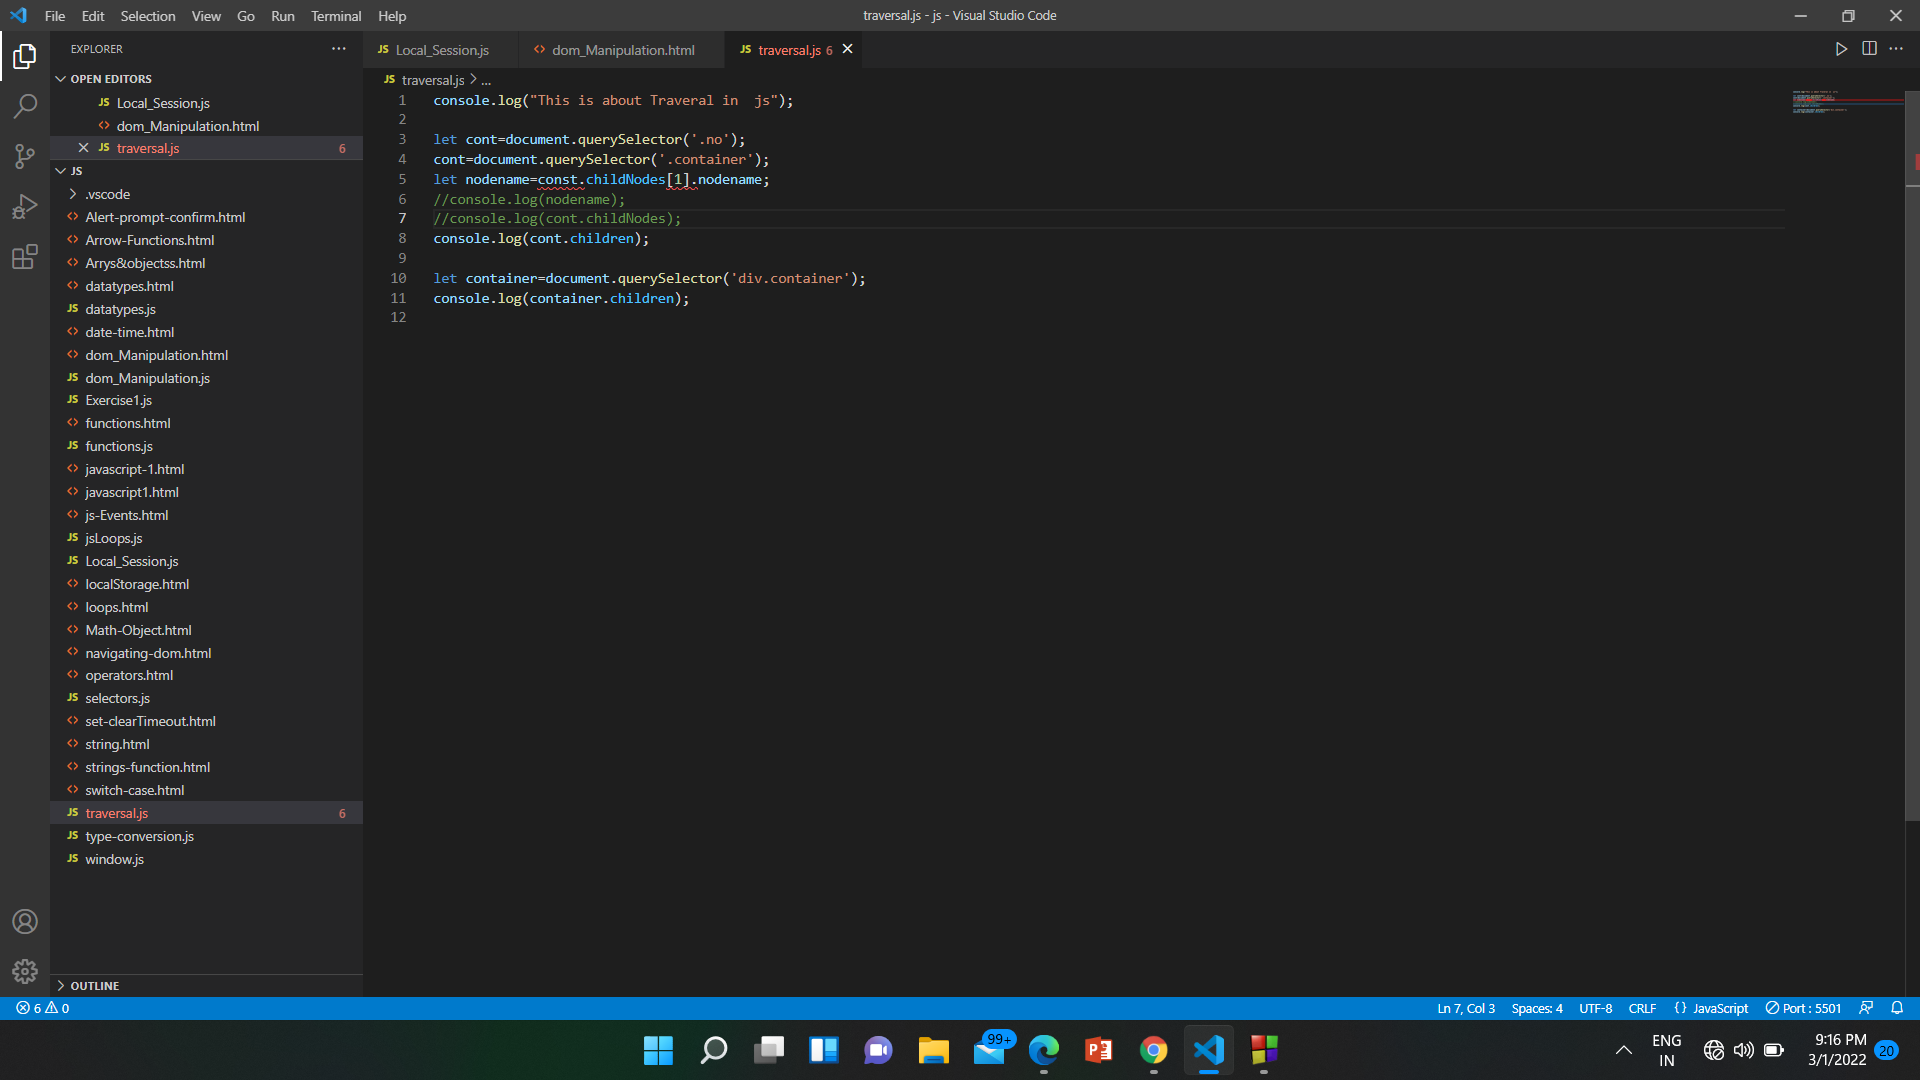 File Edit Selection View Go Run Terminal Help
traversal.js - js - Visual Studio Code
EXPLORER
OPEN EDITORS
JS Local_Session.js
dom_Manipulation.html
JS traversal.js 6
JS
.vscode
Alert-prompt-confirm.html
Arrow-Functions.html
Arrys&objectss.html
datatypes.html
JS datatypes.js
date-time.html
dom_Manipulation.html
JS dom_Manipulation.js
JS Exercise1.js
functions.html
JS functions.js
javascript-1.html
javascript1.html
js-Events.html
JS jsLoops.js
JS Local_Session.js
localStorage.html
loops.html
Math-Object.html
navigating-dom.html
operators.html
JS selectors.js
set-clearTimeout.html
string.html
strings-function.html
switch-case.html
JS traversal.js 6
JS type-conversion.js
JS window.js
OUTLINE
JS Local_Session.js
dom_Manipulation.html
JS traversal.js 6
JS traversal.js > ...
1 console.log("This is about Traveral in  js");
2
3 let cont=document.querySelector('.no');
4 cont=document.querySelector('.container');
5 let nodename=const.childNodes[1].nodename;
6 //console.log(nodename);
7 //console.log(cont.childNodes);
8 console.log(cont.children);
9
10 let container=document.querySelector('div.container');
11 console.log(container.children);
12
6 0
Ln 7, Col 3 Spaces: 4 UTF-8 CRLF {} JavaScript Port : 5501
99+
P
ENG
IN
9:16 PM
3/1/2022
20